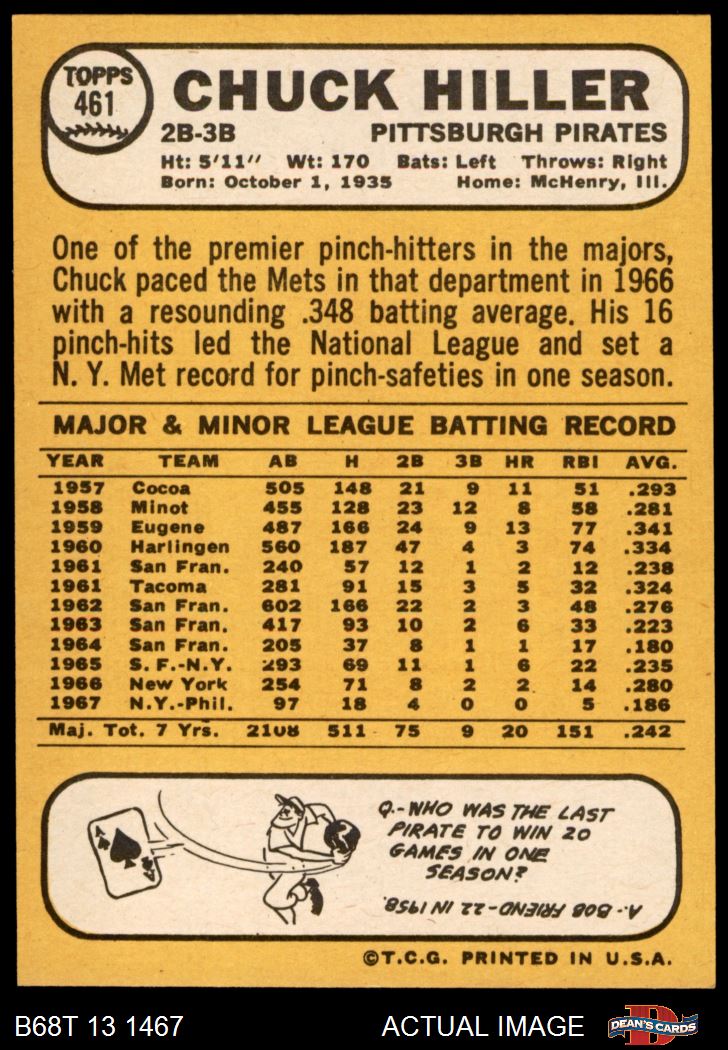 TOPPS
461
CHUCK HILLER
2B-3B PITTSBURGH PIRATES
Ht: 5'11" Wt: 170 Bats: Left Throws: Right
Born: October 1, 1935 Home: McHenry, Ill.
One of the premier pinch-hitters in the majors,
Chuck paced the Mets in that department in 1966
with a resounding .348 batting average. His 16
pinch-hits led the National League and set a
N. Y. Met record for pinch-safeties in one season.
MAJOR & MINOR LEAGUE BATTING RECORD
YEAR TEAM AB H 2B 3B HR RBI AVG.
1957 Cocoa 505 148 21 9 11 51 .293
1958 Minot 455 128 23 12 8 58 .281
1959 Eugene 487 166 24 9 13 77 .341
1960 Harlingen 560 187 47 4 3 74 .334
1961 San Fran. 240 57 12 1 2 12 .238
1961 Tacoma 281 91 15 3 5 32 .324
1962 San Fran. 602 166 22 2 3 48 .276
1963 San Fran. 417 93 10 2 6 33 .223
1964 San Fran. 205 37 8 1 1 17 .180
1965 S. F.-N.Y. 293 69 11 1 6 22 .235
1966 New York 254 71 8 2 2 14 .280
1967 N.Y.-Phil. 97 18 4 0 0 5 .186
Maj. Tot. 7 Yrs. 2108 511 75 9 20 151 .242
A
Q.-WHO WAS THE LAST
PIRATE TO WIN 20
GAMES IN ONE
SEASON?
A.-BOB FRIEND-22 IN 1958.
©T.C.G. PRINTED IN U.S.A.
B68T 13 1467 ACTUAL IMAGE
D
DEAN'S CARDS